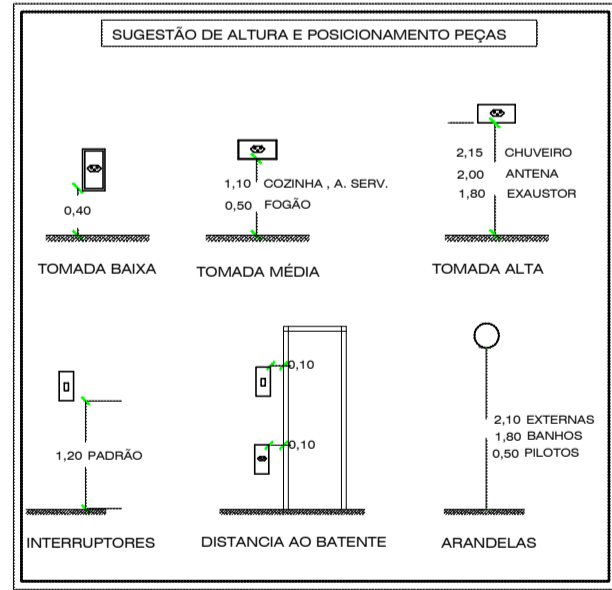 SUGESTÃO DE ALTURA E POSICIONAMENTO PEÇAS
0,40
TOMADA BAIXA
1,10 COZINHA , A. SERV.
0,50 FOGÃO
TOMADA MÉDIA
2,15 CHUVEIRO
2,00 ANTENA
1,80 EXAUSTOR
TOMADA ALTA
1,20 PADRÃO
INTERRUPTORES
0,10
0,10
DISTANCIA AO BATENTE
2,10 EXTERNAS
1,80 BANHOS
0,50 PILOTOS
ARANDELAS